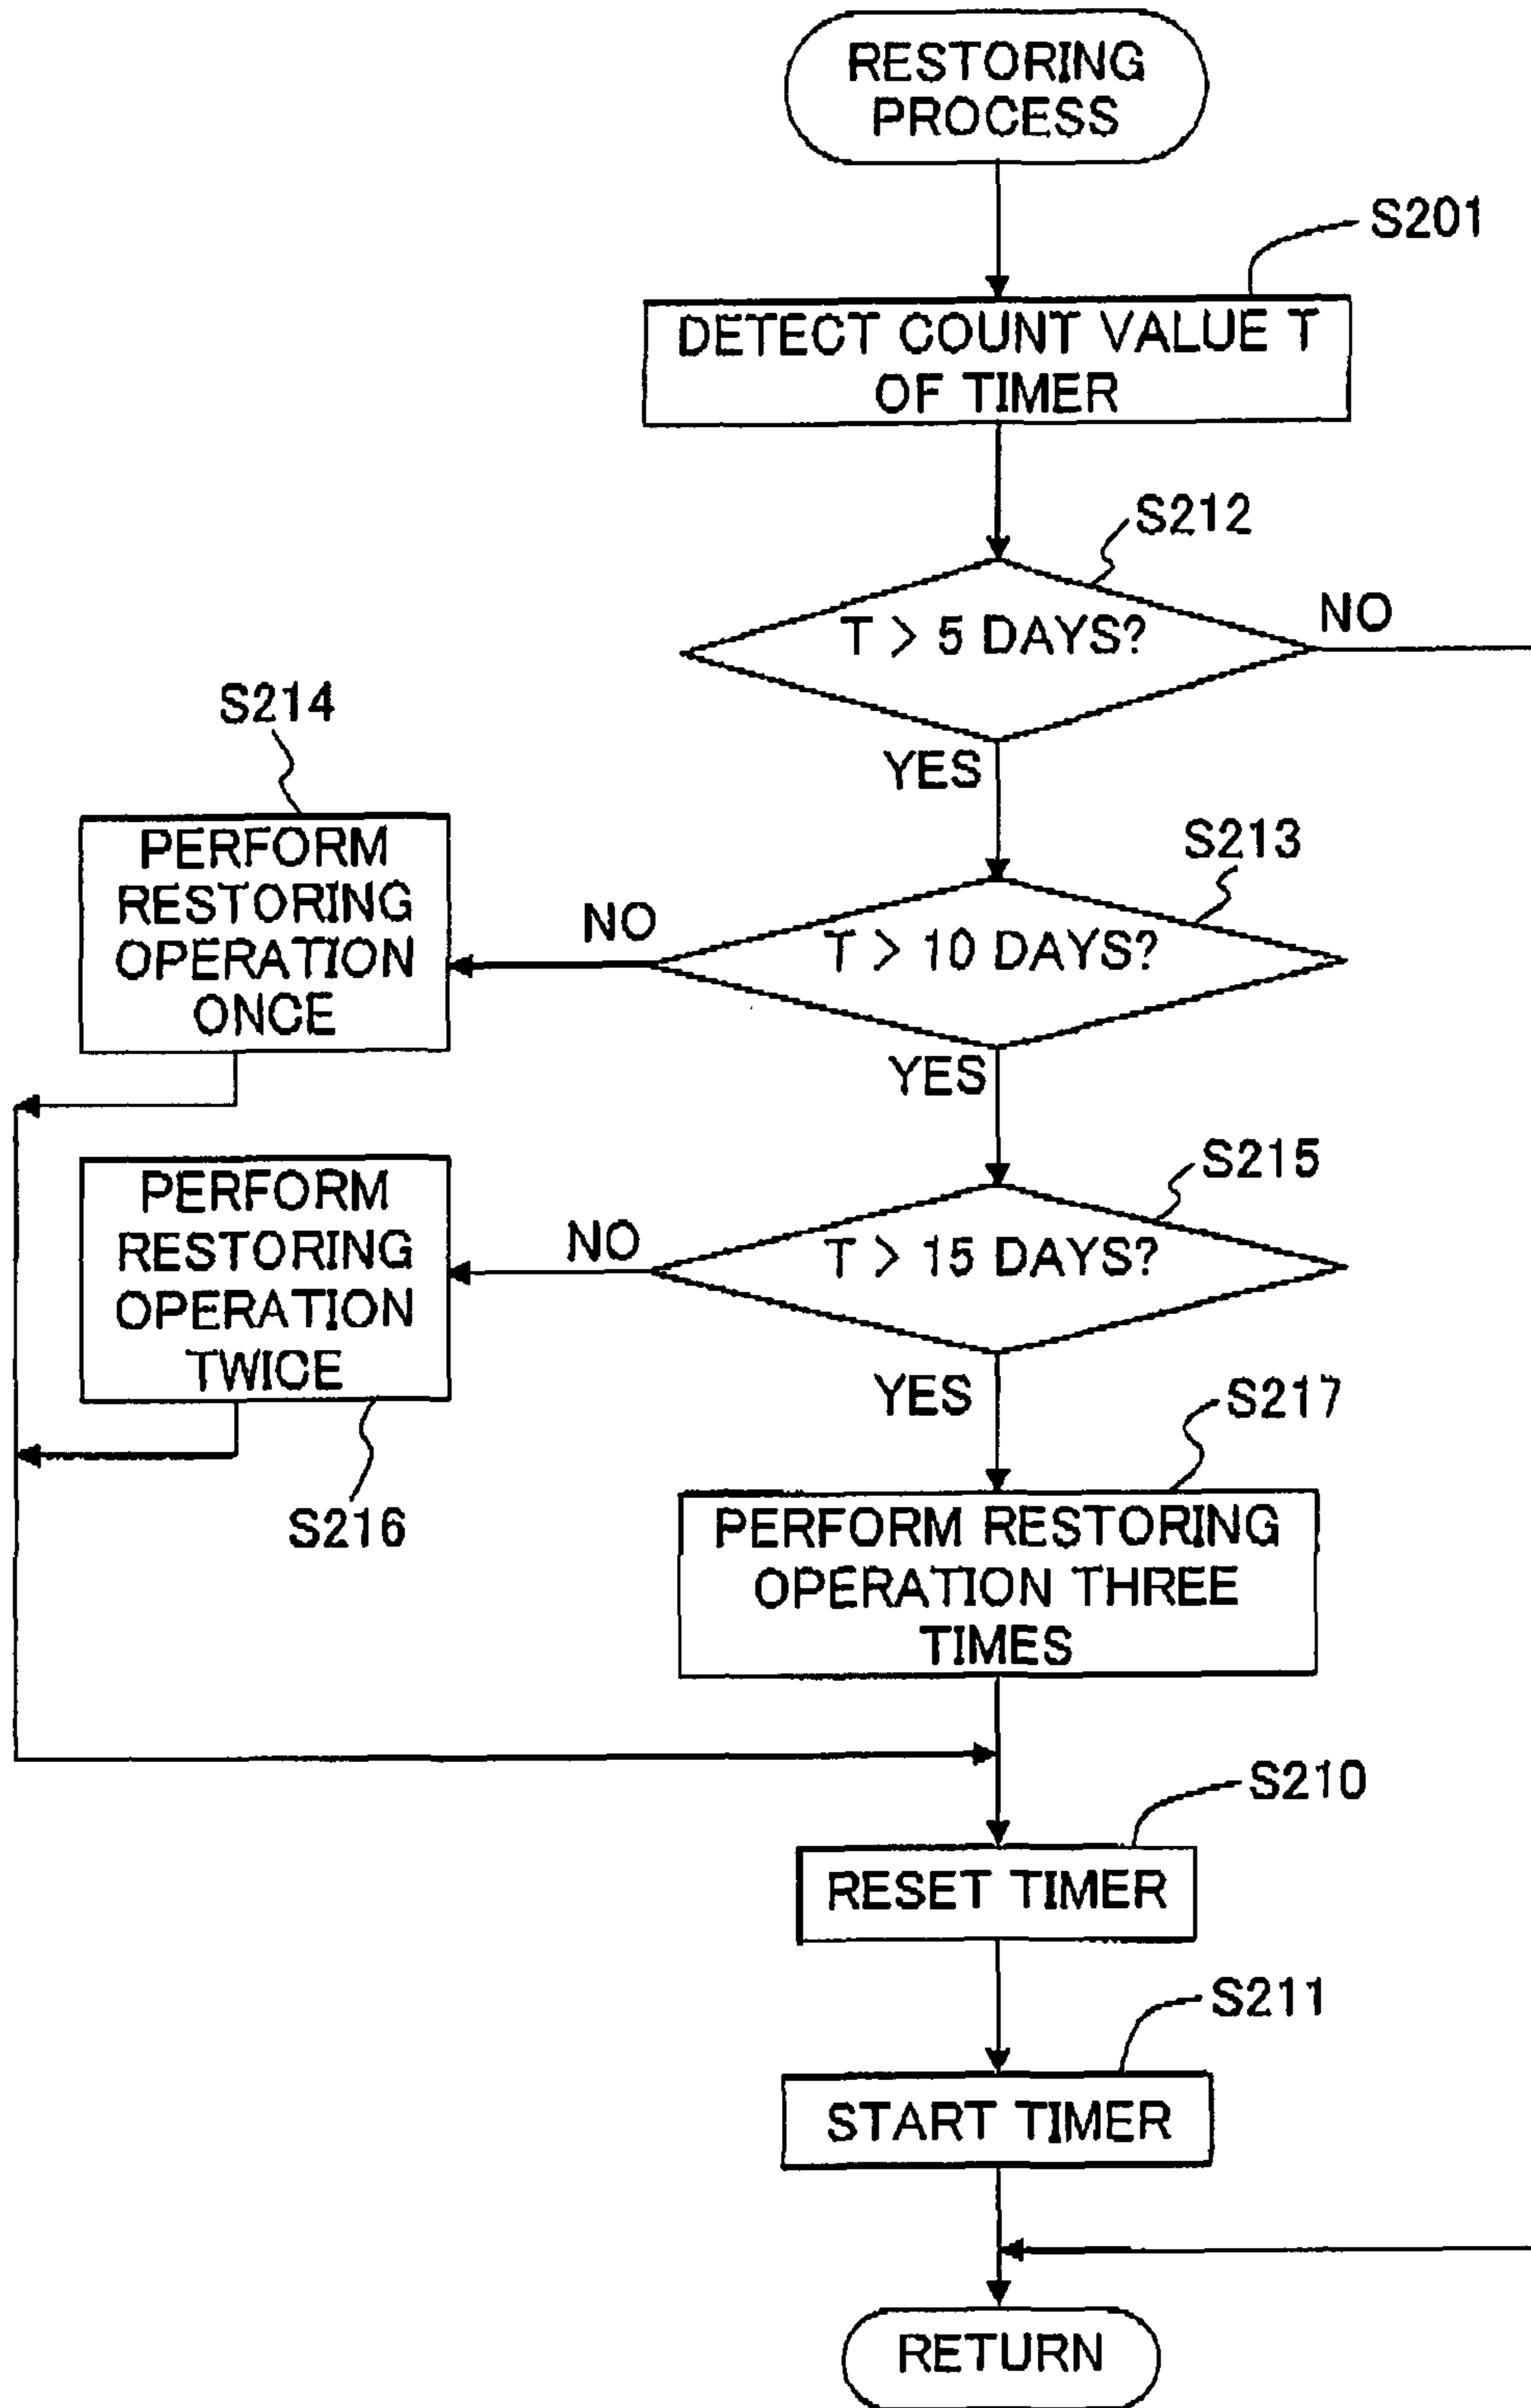 RESTORING
PROCESS
S201
DETECT COUNT VALUE T
OF TIMER
S212
T > 5 DAYS?
NO
YES
S214
PERFORM
RESTORING
OPERATION
ONCE
S213
T > 10 DAYS?
NO
YES
S215
T > 15 DAYS?
NO
YES
PERFORM
RESTORING
OPERATION
TWICE
S216
S217
PERFORM RESTORING
OPERATION THREE
TIMES
S210
RESET TIMER
S211
START TIMER
RETURN